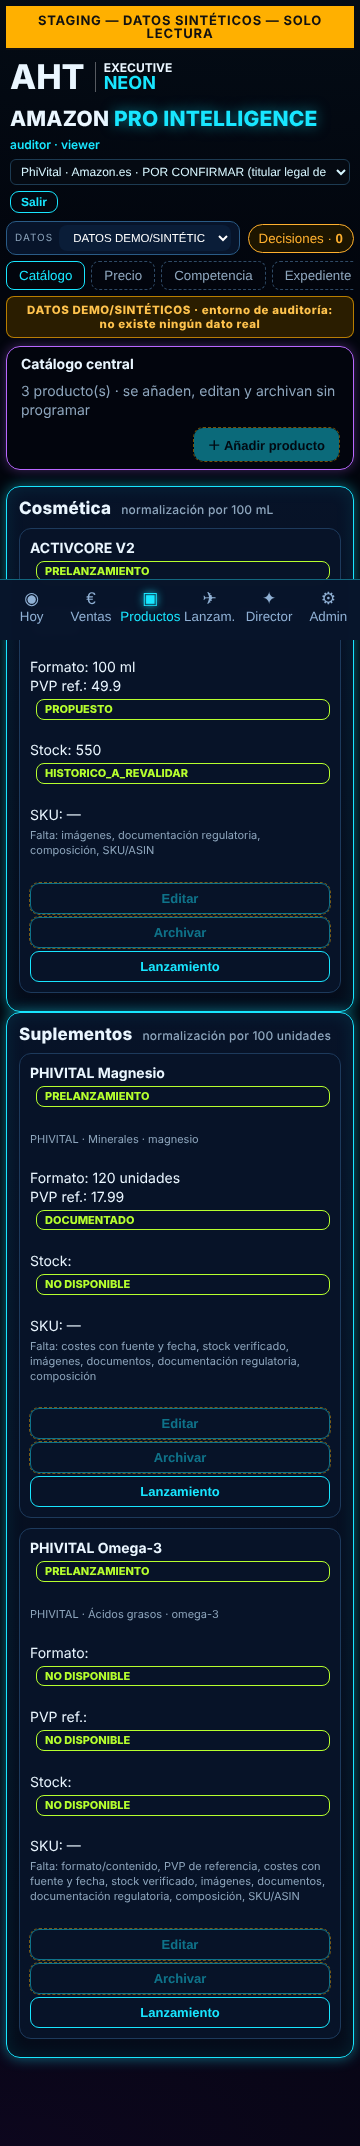 STAGING — DATOS SINTÉTICOS — SOLO
LECTURA
AHT EXECUTIVE
NEON
AMAZON PRO INTELLIGENCE
auditor · viewer
PhiVital · Amazon.es · POR CONFIRMAR (titular legal de
Salir
DATOS DATOS DEMO/SINTÉTIC
Decisiones · 0
Catálogo Precio Competencia Expediente
DATOS DEMO/SINTÉTICOS · entorno de auditoría:
no existe ningún dato real
Catálogo central
3 producto(s) · se añaden, editan y archivan sin
programar
＋ Añadir producto
Cosmética normalización por 100 mL
ACTIVCORE V2
PRELANZAMIENTO
◉ € ▣ ✈ ✦ ⚙
Hoy Ventas Productos Lanzam. Director Admin
Formato: 100 ml
PVP ref.: 49.9
PROPUESTO
Stock: 550
HISTORICO_A_REVALIDAR
SKU: —
Falta: imágenes, documentación regulatoria,
composición, SKU/ASIN
Editar
Archivar
Lanzamiento
Suplementos normalización por 100 unidades
PHIVITAL Magnesio
PRELANZAMIENTO
PHIVITAL · Minerales · magnesio
Formato: 120 unidades
PVP ref.: 17.99
DOCUMENTADO
Stock:
NO DISPONIBLE
SKU: —
Falta: costes con fuente y fecha, stock verificado,
imágenes, documentos, documentación regulatoria,
composición
Editar
Archivar
Lanzamiento
PHIVITAL Omega-3
PRELANZAMIENTO
PHIVITAL · Ácidos grasos · omega-3
Formato:
NO DISPONIBLE
PVP ref.:
NO DISPONIBLE
Stock:
NO DISPONIBLE
SKU: —
Falta: formato/contenido, PVP de referencia, costes con
fuente y fecha, stock verificado, imágenes, documentos,
documentación regulatoria, composición, SKU/ASIN
Editar
Archivar
Lanzamiento